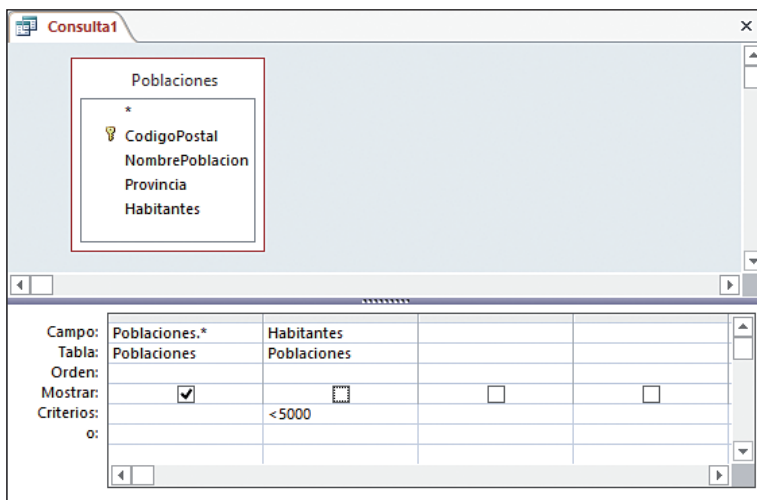 Consulta1
Poblaciones
*
CodigoPostal
NombrePoblacion
Provincia
Habitantes
Campo: Poblaciones.* Habitantes
Tabla: Poblaciones Poblaciones
Orden:
Mostrar:
Criterios: <5000
o: